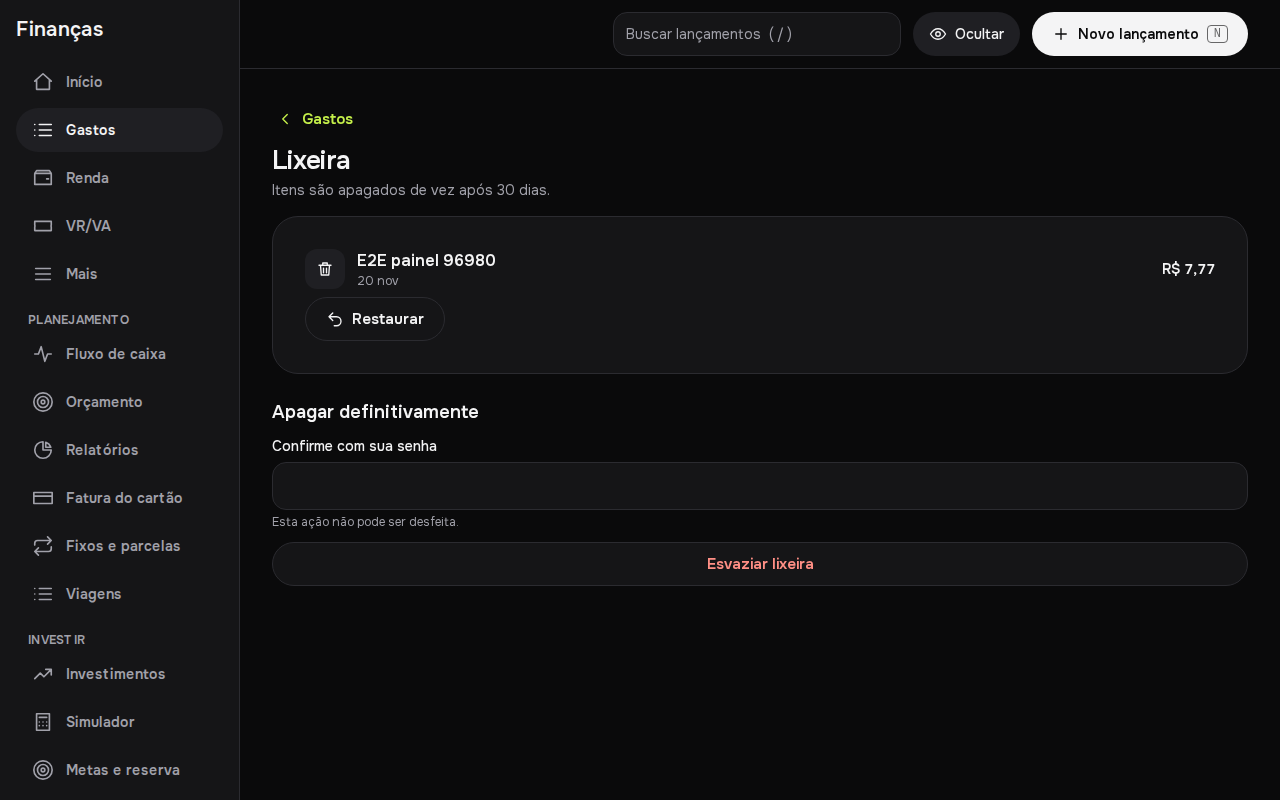 Finanças
Buscar lançamentos ( / )
Ocultar
Novo lançamento N
Início
Gastos
Renda
VR/VA
Mais
PLANEJAMENTO
Fluxo de caixa
Orçamento
Relatórios
Fatura do cartão
Fixos e parcelas
Viagens
INVESTIR
Investimentos
Simulador
Metas e reserva
Gastos
Lixeira
Itens são apagados de vez após 30 dias.
E2E painel 96980
20 nov
R$ 7,77
Restaurar
Apagar definitivamente
Confirme com sua senha
Esta ação não pode ser desfeita.
Esvaziar lixeira